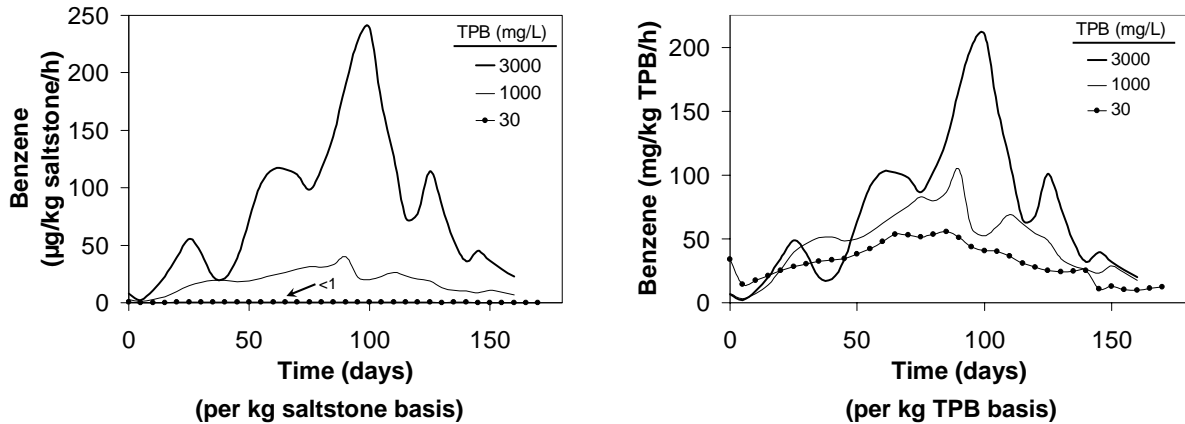 Benzene
(µg/kg saltstone/h)
250
200
150
100
50
0
TPB (mg/L)
3000
1000
30
<1
0
50
100
150
Time (days)
(per kg saltstone basis)
Benzene (mg/kg TPB/h)
200
150
100
50
0
TPB (mg/L)
3000
1000
30
0
50
100
150
Time (days)
(per kg TPB basis)